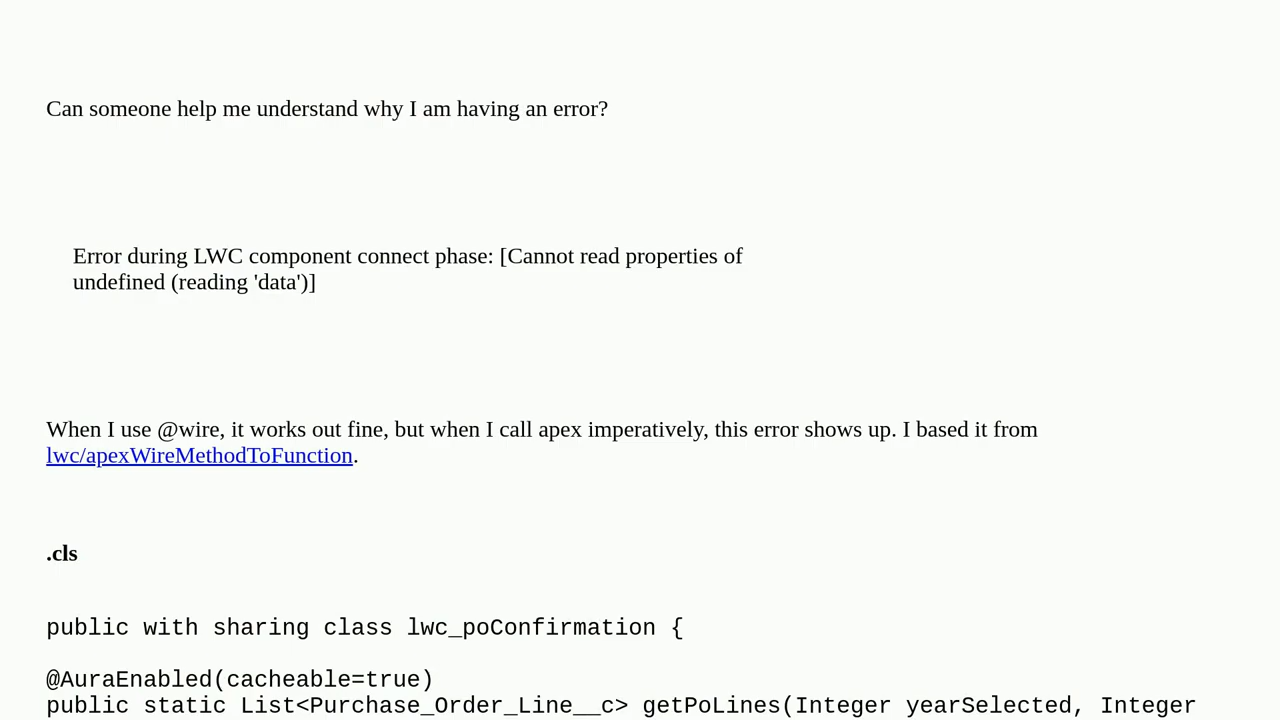 Can someone help me understand why I am having an error?
Error during LWC component connect phase: [Cannot read properties of
undefined (reading 'data')]
When I use @wire, it works out fine, but when I call apex imperatively, this error shows up. I based it from
lwc/apexWireMethodToFunction.
.cls
public with sharing class lwc_poConfirmation {
@AuraEnabled(cacheable=true)
public static List<Purchase_Order_Line__c> getPoLines(Integer yearSelected, Integer